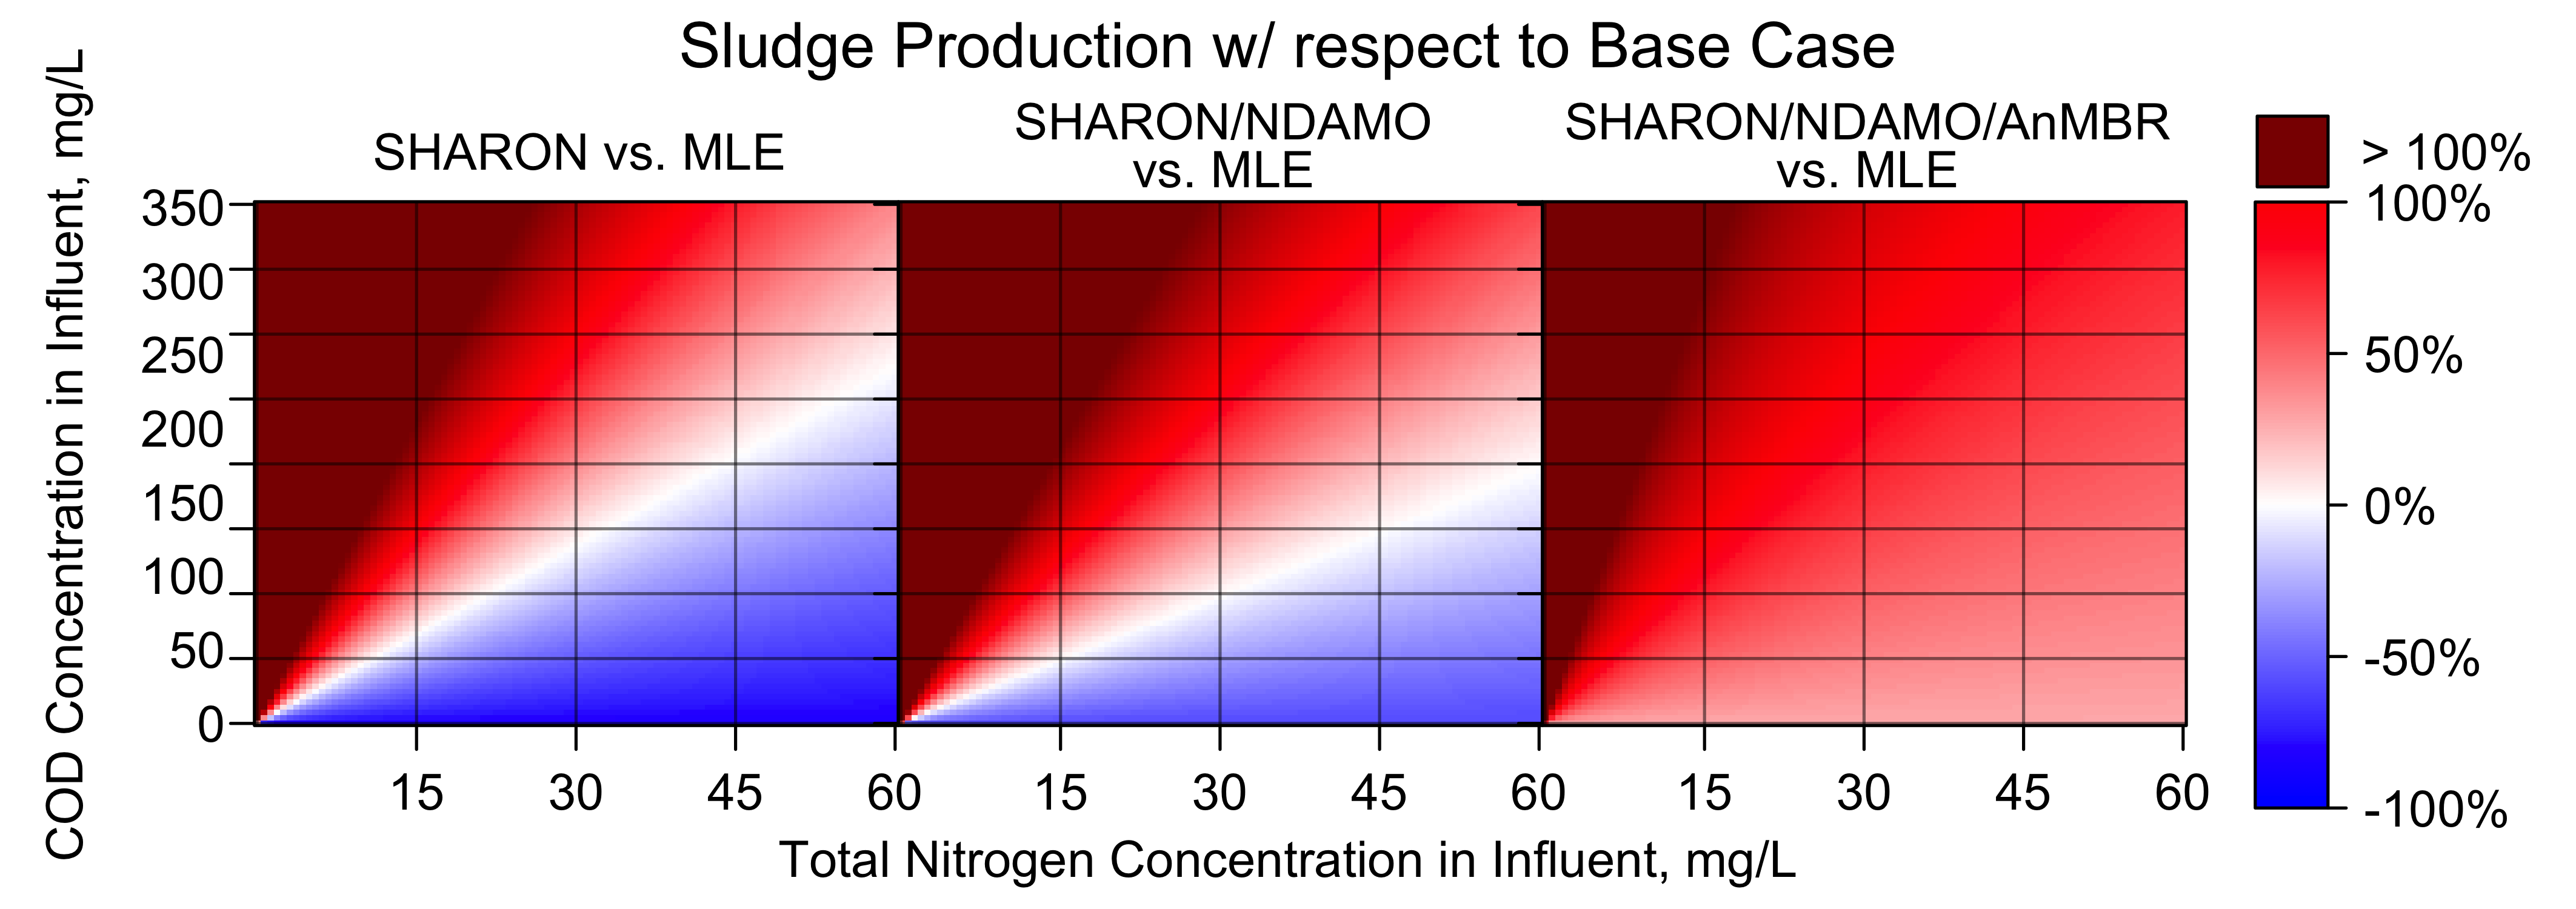 Sludge Production w/ respect to Base Case
SHARON vs. MLE
SHARON/NDAMO
vs. MLE
SHARON/NDAMO/AnMBR
vs. MLE
COD Concentration in Influent, mg/L
350
300
250
200
150
100
50
0
15 30 45 60 15 30 45 60 15 30 45 60
Total Nitrogen Concentration in Influent, mg/L
> 100%
100%
50%
0%
-50%
-100%